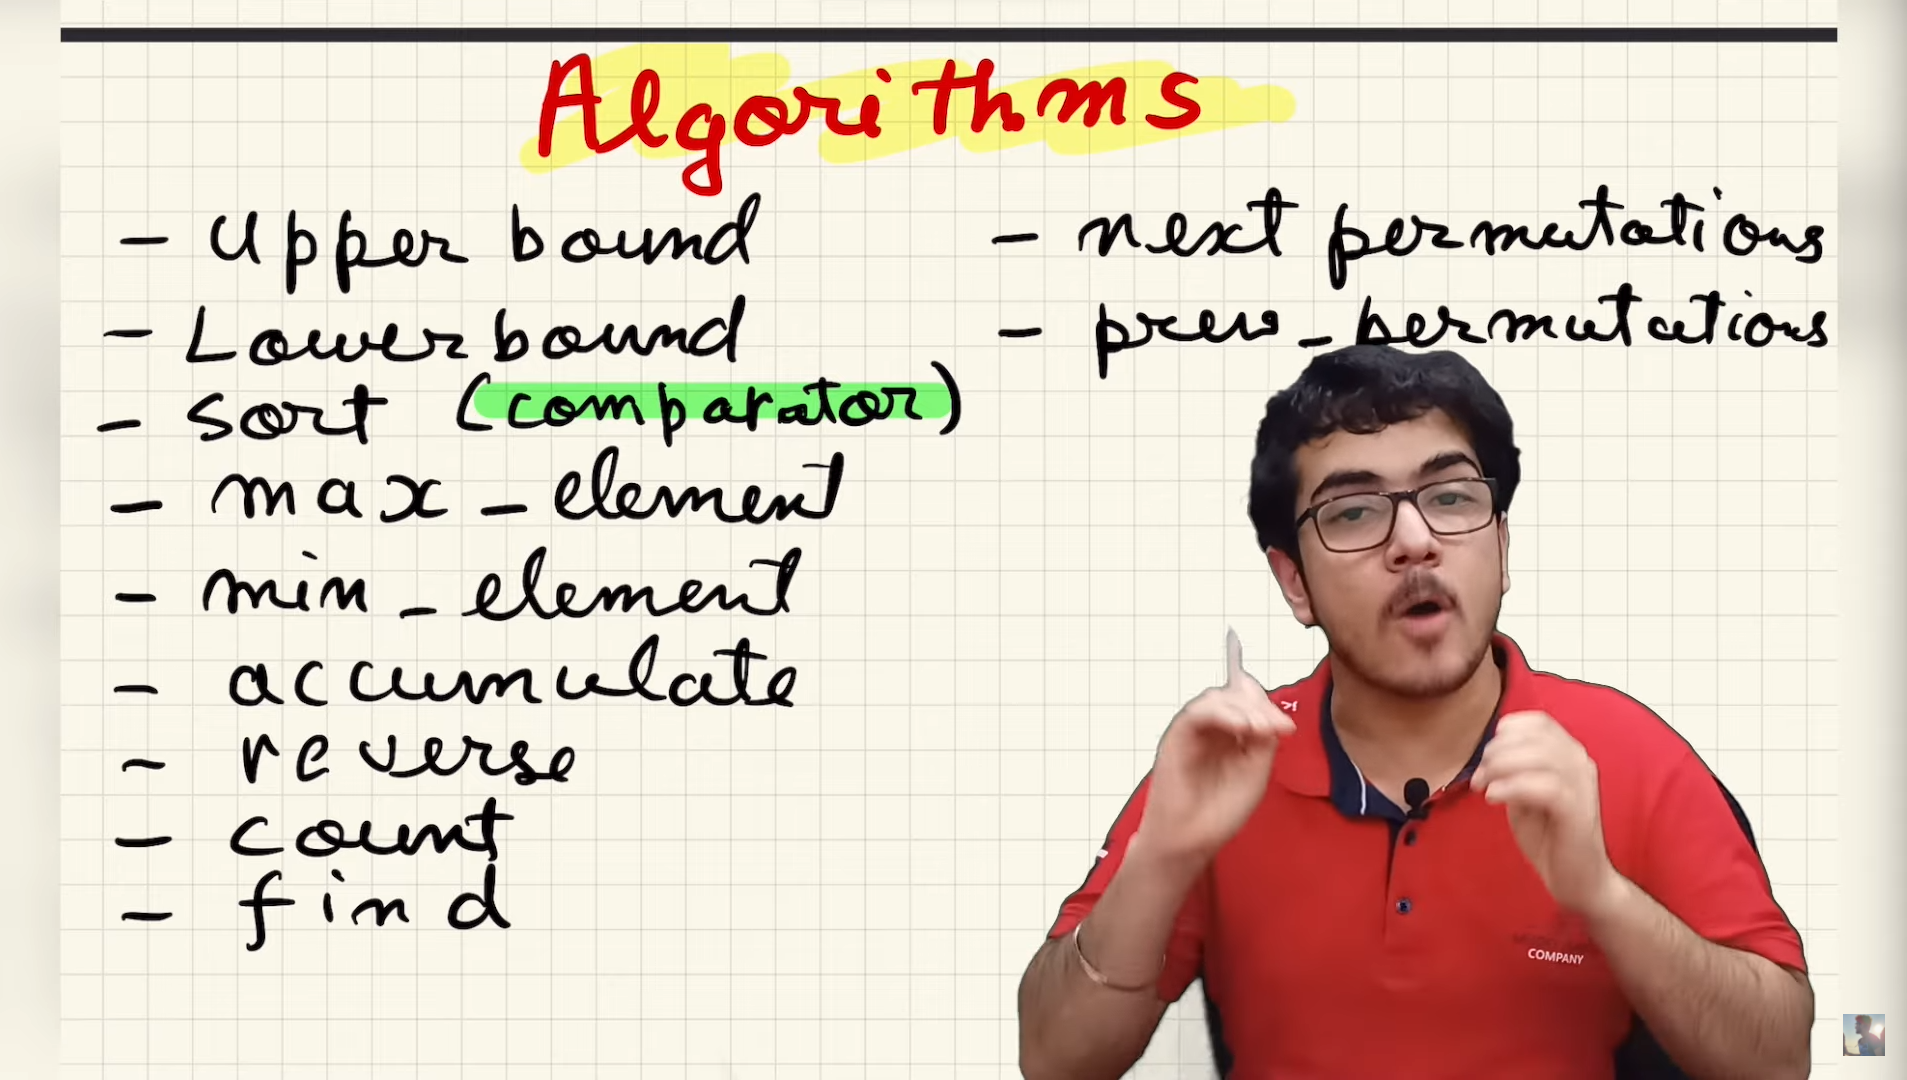 Algorithms
- Upper bound
- Lower bound
- Sort (comparator)
- max_element
- min_element
- accumulate
- reverse
- count
- find
- next permutations
- prev_permutations
COMPANY